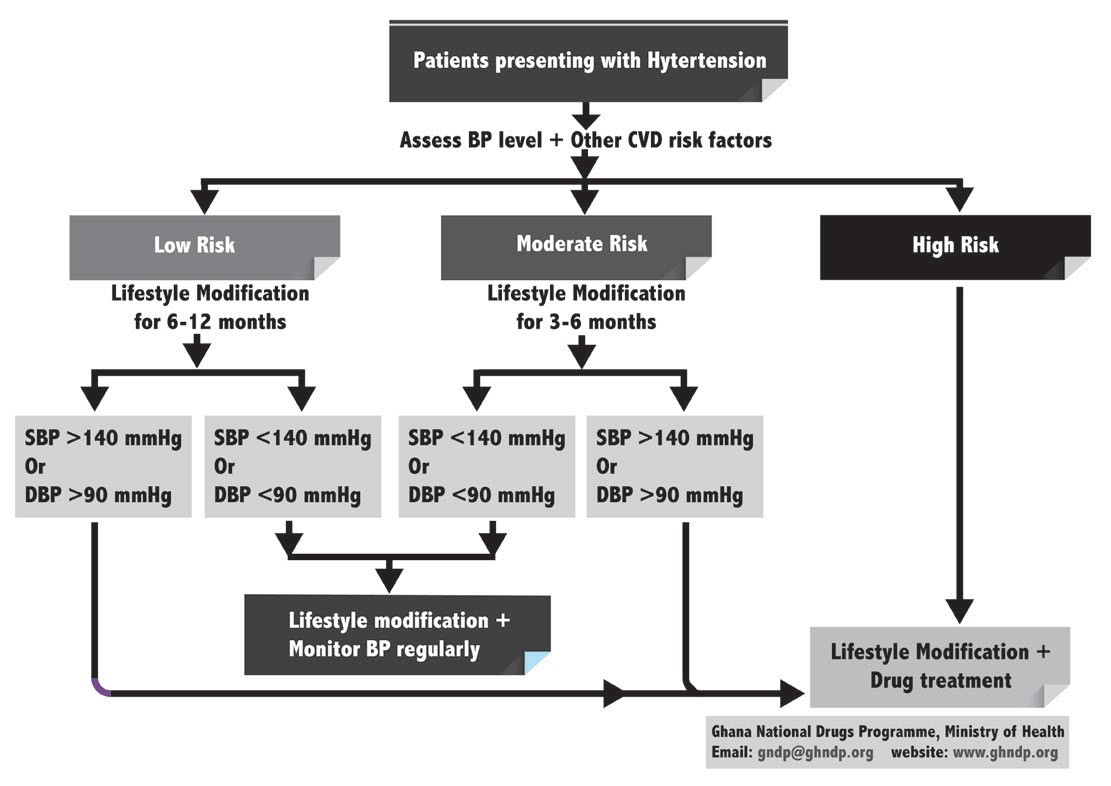 Patients presenting with Hytertension
Assess BP level + Other CVD risk factors
Low Risk
Moderate Risk
High Risk
Lifestyle Modification
for 6-12 months
Lifestyle Modification
for 3-6 months
SBP >140 mmHg
Or
DBP >90 mmHg
SBP <140 mmHg
Or
DBP <90 mmHg
SBP <140 mmHg
Or
DBP <90 mmHg
SBP >140 mmHg
Or
DBP >90 mmHg
Lifestyle modification +
Monitor BP regularly
Lifestyle Modification +
Drug treatment
Ghana National Drugs Programme, Ministry of Health
Email: gndp@ghndp.org website: www.ghndp.org